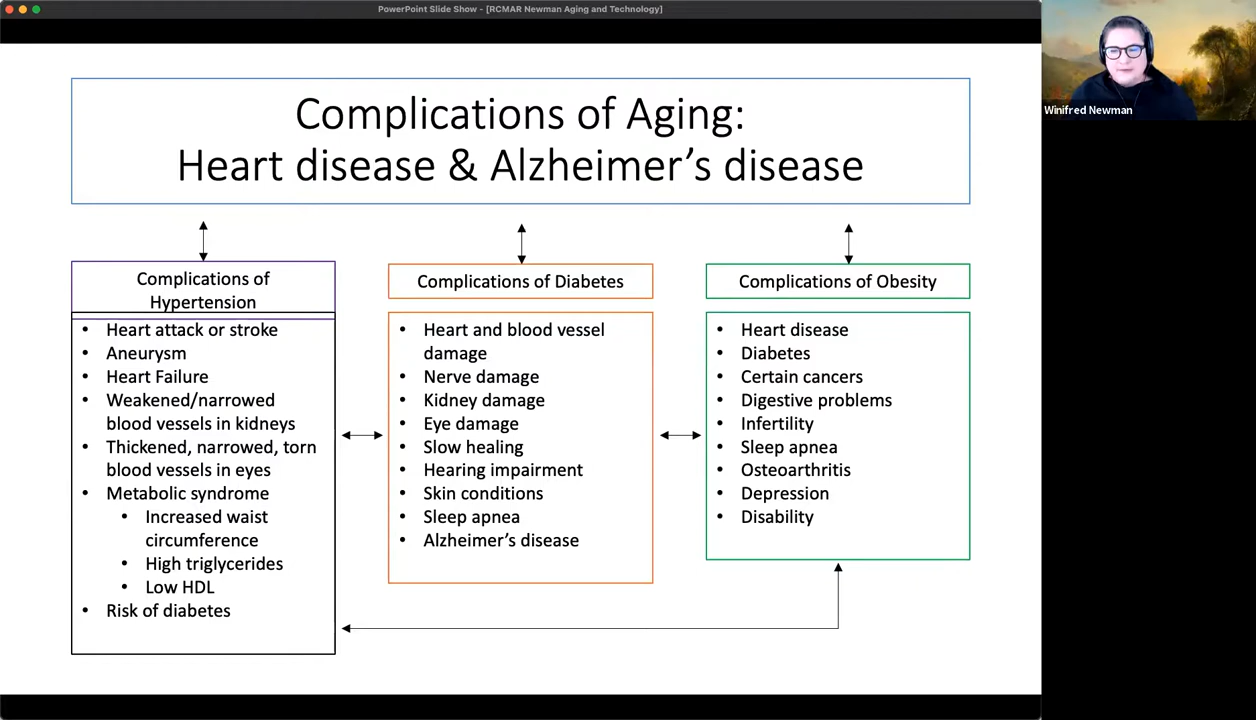 PowerPoint Slide Show - [RCMAR Newman Aging and Technology]
Winifred Newman
Complications of Aging:
Heart disease & Alzheimer’s disease
Complications of
Hypertension
• Heart attack or stroke
• Aneurysm
• Heart Failure
• Weakened/narrowed
blood vessels in kidneys
• Thickened, narrowed, torn
blood vessels in eyes
• Metabolic syndrome
• Increased waist
circumference
• High triglycerides
• Low HDL
• Risk of diabetes
Complications of Diabetes
• Heart and blood vessel
damage
• Nerve damage
• Kidney damage
• Eye damage
• Slow healing
• Hearing impairment
• Skin conditions
• Sleep apnea
• Alzheimer’s disease
Complications of Obesity
• Heart disease
• Diabetes
• Certain cancers
• Digestive problems
• Infertility
• Sleep apnea
• Osteoarthritis
• Depression
• Disability